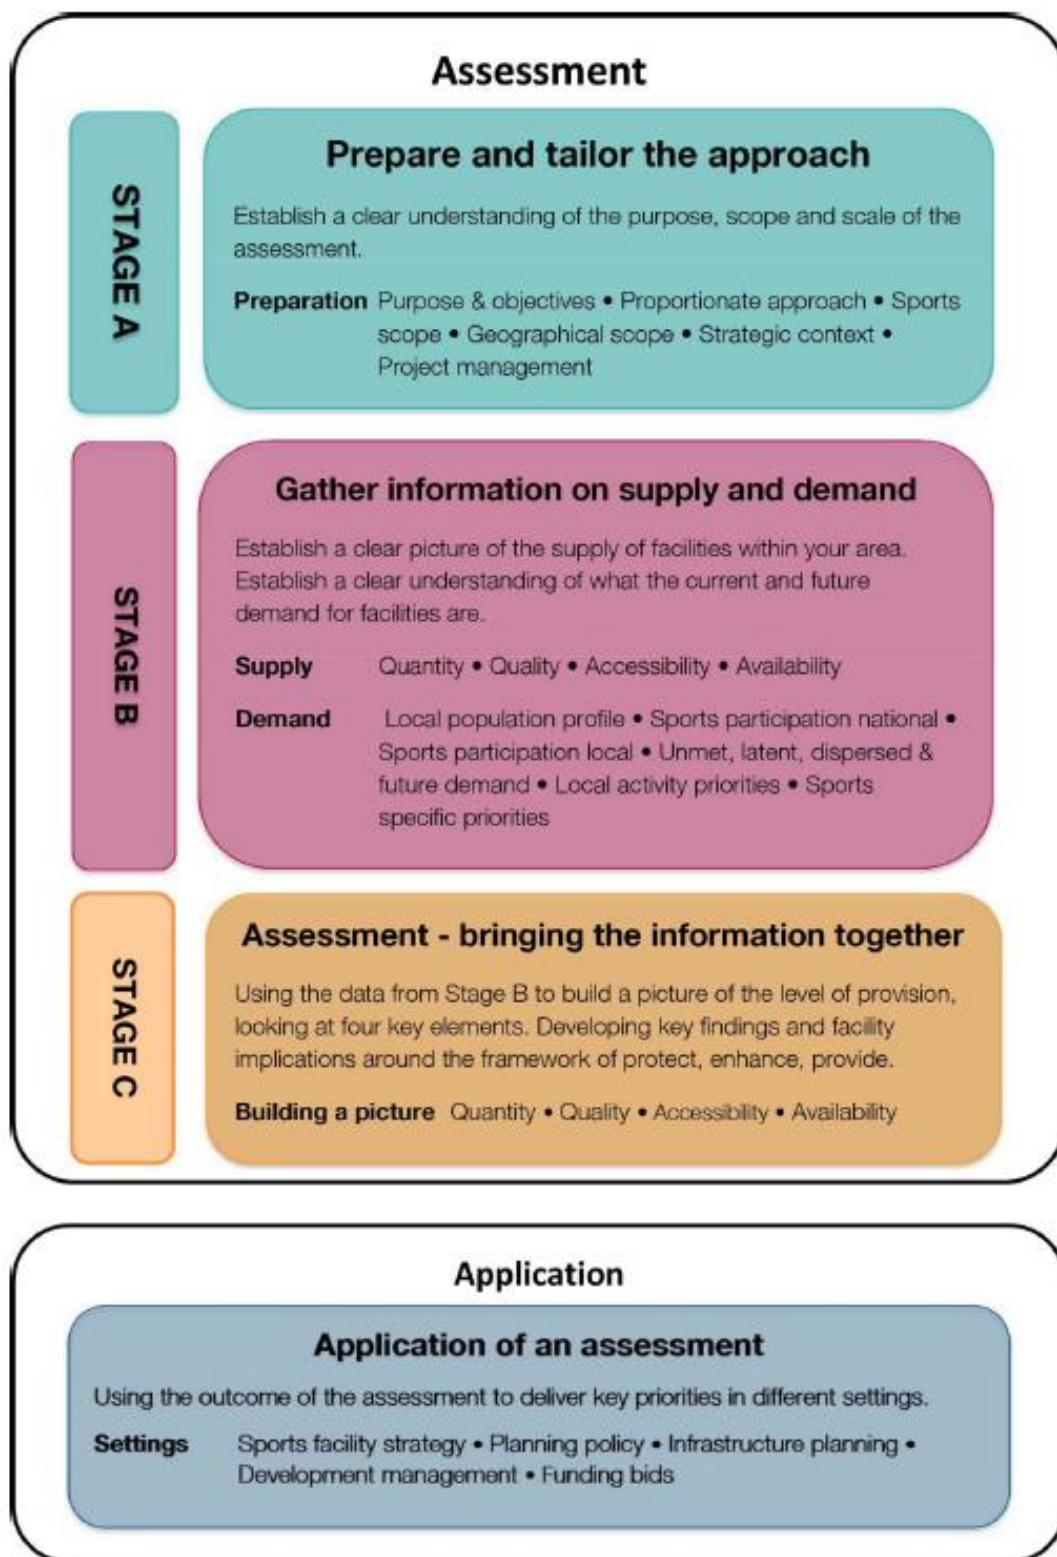 Assessment
STAGE A
Prepare and tailor the approach
Establish a clear understanding of the purpose, scope and scale of the
assessment.
Preparation Purpose & objectives • Proportionate approach • Sports
scope • Geographical scope • Strategic context •
Project management
STAGE B
Gather information on supply and demand
Establish a clear picture of the supply of facilities within your area.
Establish a clear understanding of what the current and future
demand for facilities are.
Supply Quantity • Quality • Accessibility • Availability
Demand Local population profile • Sports participation national •
Sports participation local • Unmet, latent, dispersed &
future demand • Local activity priorities • Sports
specific priorities
STAGE C
Assessment - bringing the information together
Using the data from Stage B to build a picture of the level of provision,
looking at four key elements. Developing key findings and facility
implications around the framework of protect, enhance, provide.
Building a picture Quantity • Quality • Accessibility • Availability
Application
Application of an assessment
Using the outcome of the assessment to deliver key priorities in different settings.
Settings Sports facility strategy • Planning policy • Infrastructure planning •
Development management • Funding bids